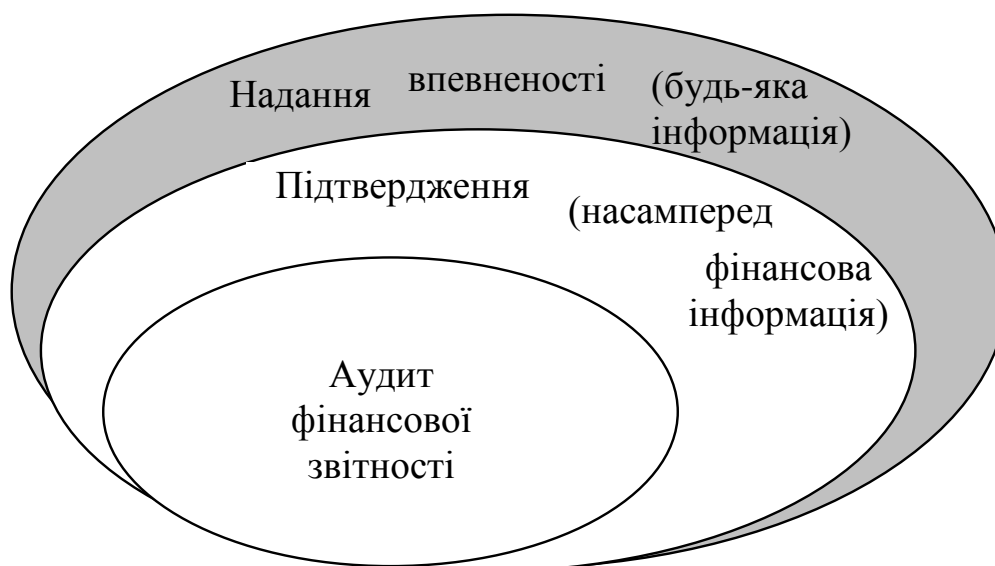 Надання впевненості (будь-яка
інформація)
Підтвердження
(насамперед
фінансова
інформація)
Аудит
фінансової
звітності